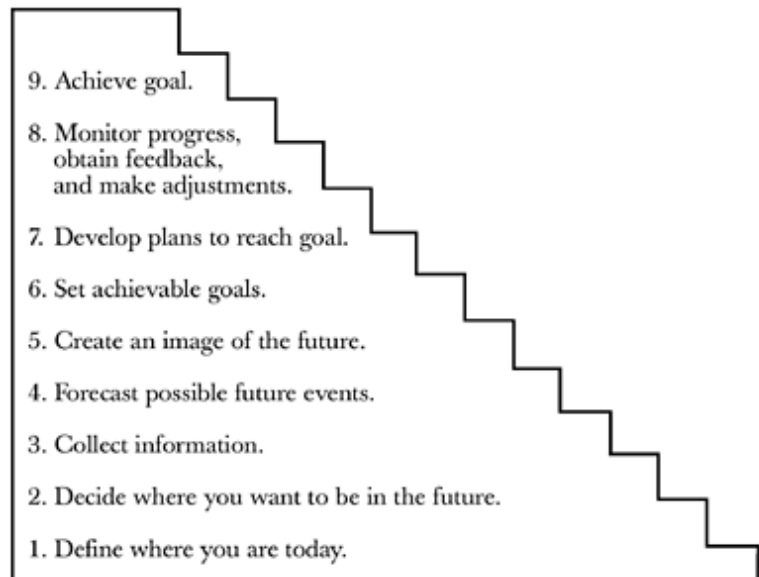 9. Achieve goal.
8. Monitor progress,
obtain feedback,
and make adjustments.
7. Develop plans to reach goal.
6. Set achievable goals.
5. Create an image of the future.
4. Forecast possible future events.
3. Collect information.
2. Decide where you want to be in the future.
1. Define where you are today.